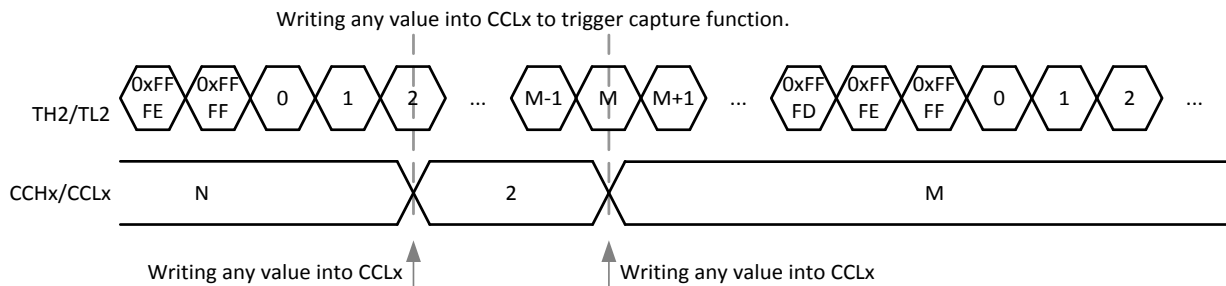 Writing any value into CCLx to trigger capture function.
TH2/TL2 0xFF FE 0xFF FF 0 1 2 ... M-1 M M+1 ... 0xFF FD 0xFF FE 0xFF FF 0 1 2 ...
CCHx/CCLx N 2 M
Writing any value into CCLx Writing any value into CCLx